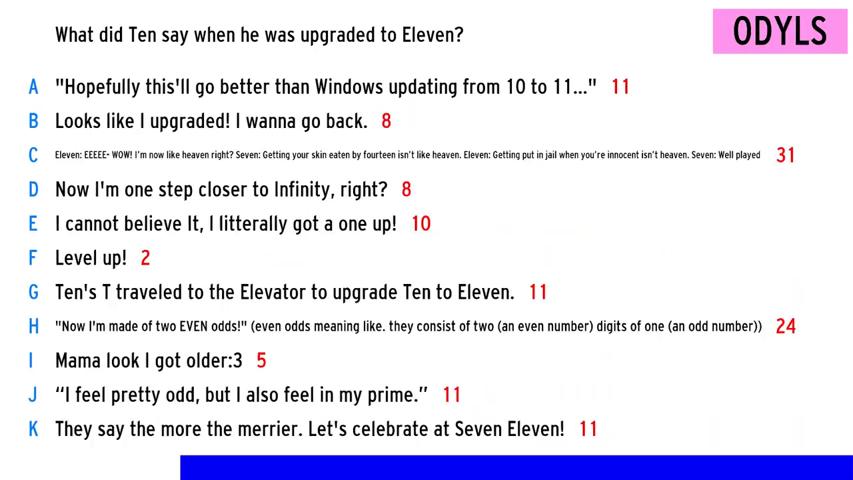 What did Ten say when he was upgraded to Eleven?
ODYLS
A "Hopefully this'll go better than Windows updating from 10 to 11..." 11
B Looks like I upgraded! I wanna go back. 8
C Eleven: EEEEE- WOW! I'm now like heaven right? Seven: Getting your skin eaten by fourteen isn't like heaven. Eleven: Getting put in jail when you're innocent isn't heaven. Seven: Well played 31
D Now I'm one step closer to Infinity, right? 8
E I cannot believe It, I litterally got a one up! 10
F Level up! 2
G Ten's T traveled to the Elevator to upgrade Ten to Eleven. 11
H "Now I'm made of two EVEN odds!" (even odds meaning like. they consist of two (an even number) digits of one (an odd number)) 24
I Mama look I got older:3 5
J “I feel pretty odd, but I also feel in my prime.” 11
K They say the more the merrier. Let's celebrate at Seven Eleven! 11